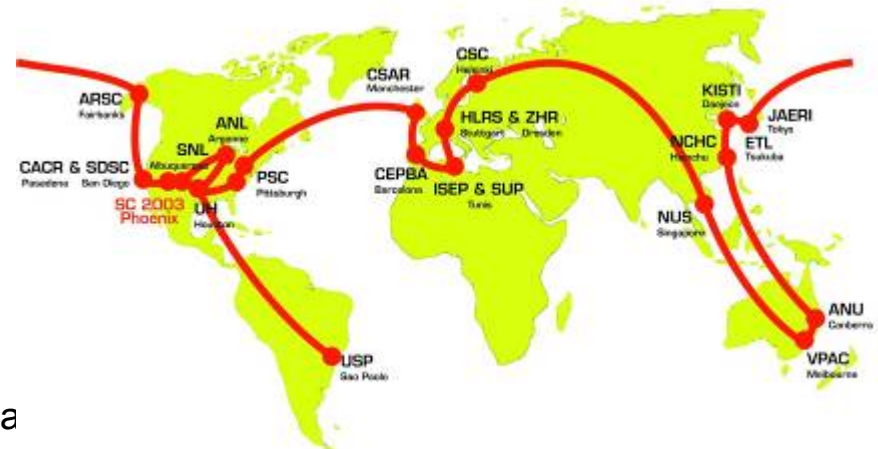 CSC
Helsinki
CSAR
Manchester
KISTI
Daejeon
ARSC
Fairbanks
ANL
Argonne
HLRS & ZHR
Stuttgart Dresden
JAERI
Tokyo
SNL
Albuquerque
NCHC
Hsinchu
ETL
Tsukuba
CACR & SDSC
Pasadena San Diego
PSC
Pittsburgh
CEPBA
Barcelona
ISEP & SUP
Tunis
SC 2003
Phoenix
UH
Houston
NUS
Singapore
ANU
Canberra
USP
Sao Paolo
VPAC
Melbourne
a